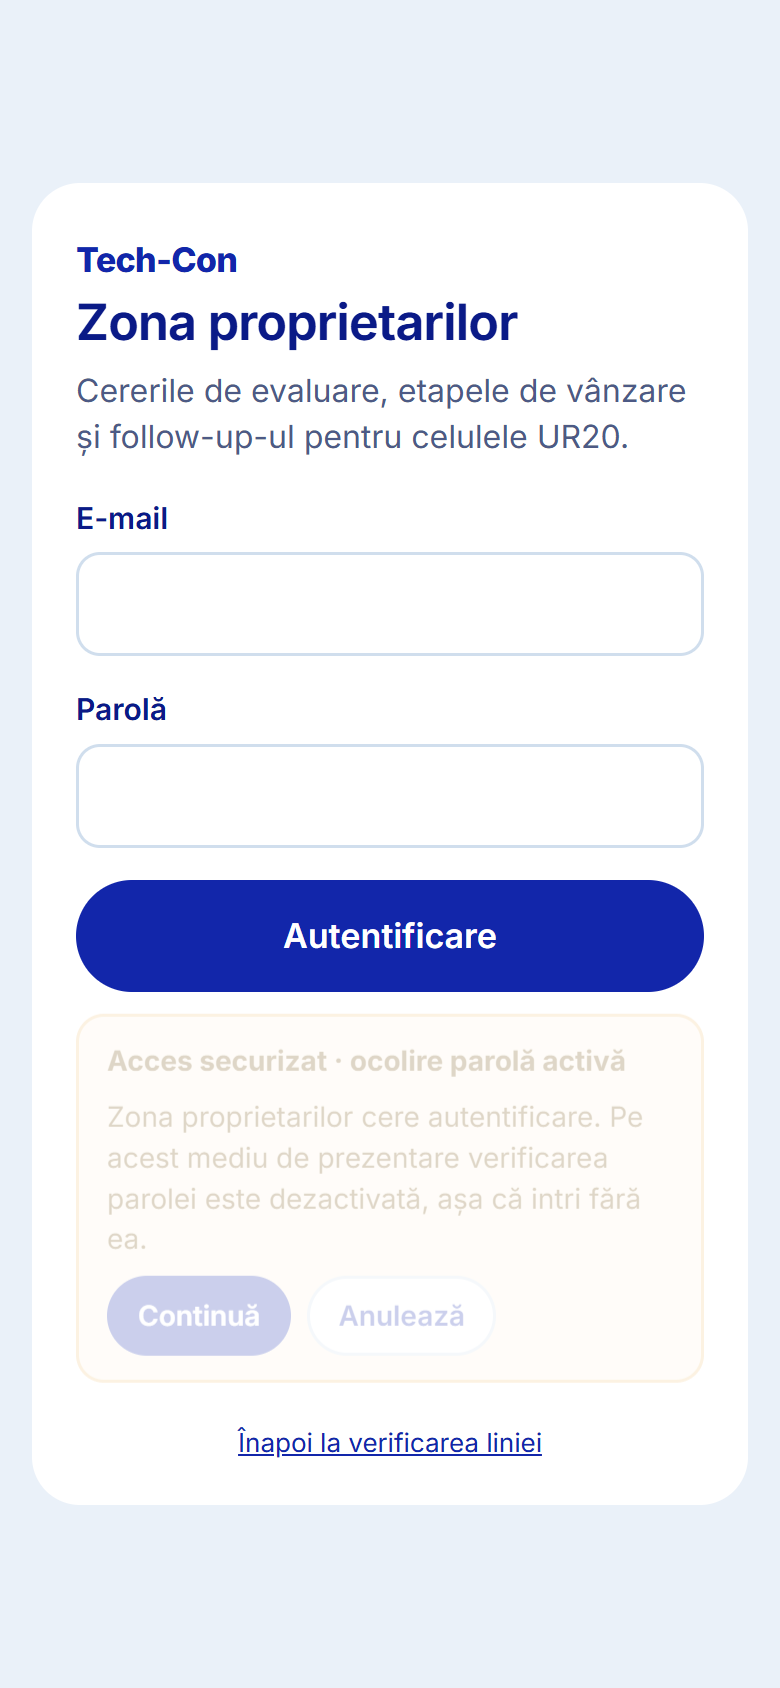 Tech-Con
Zona proprietarilor
Cererile de evaluare, etapele de vânzare
și follow-up-ul pentru celulele UR20.
E-mail
Parolă
Autentificare
Acces securizat · ocolire parolă activă
Zona proprietarilor cere autentificare. Pe
acest mediu de prezentare verificarea
parolei este dezactivată, așa că intri fără
ea.
Continuă
Anulează
Înapoi la verificarea liniei